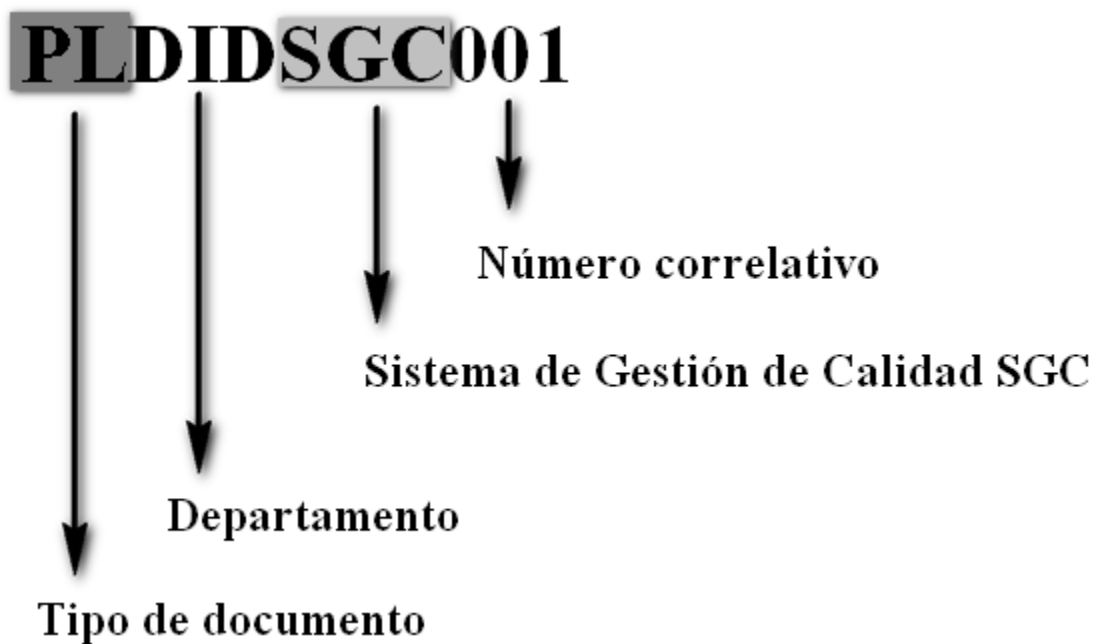 PLDIDSGC001
Número correlativo
Sistema de Gestión de Calidad SGC
Departamento
Tipo de documento